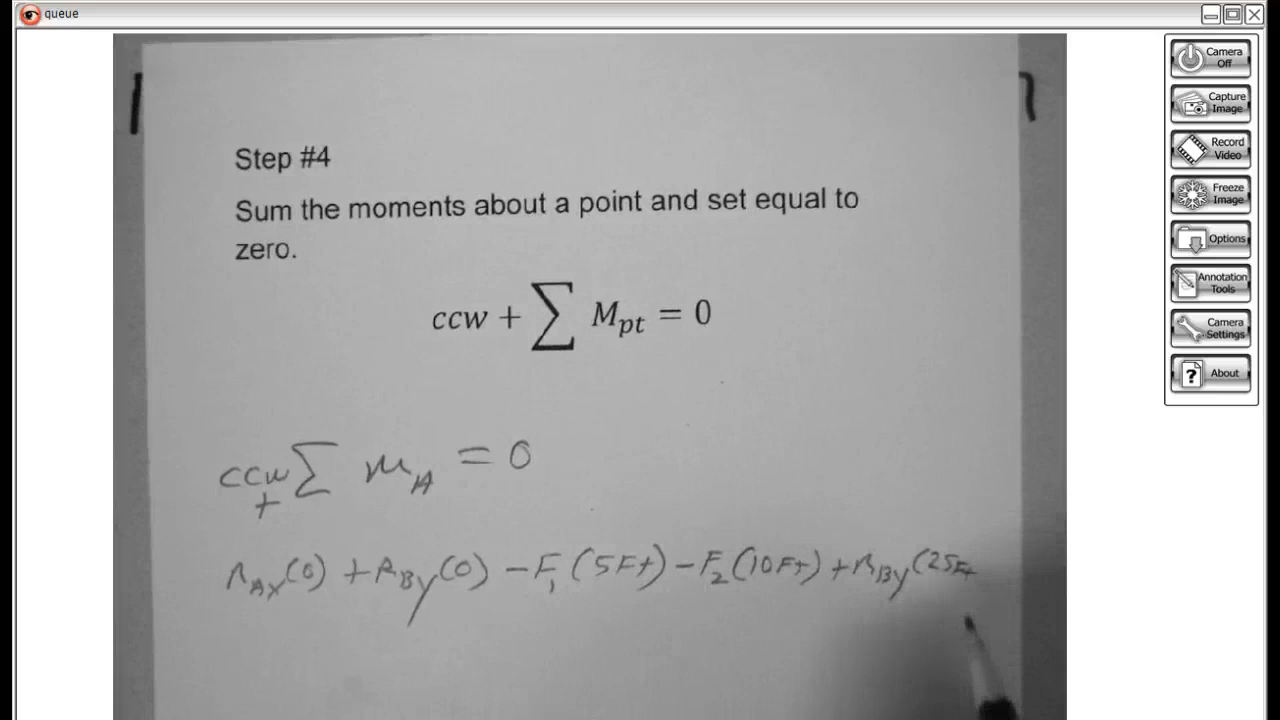 queue
Camera Off
Capture Image
Record Video
Freeze Image
Options
Annotation Tools
Camera Settings
? About
Step #4
Sum the moments about a point and set equal to
zero.
ccw + ∑ M_pt = 0
ccw + ∑ M_A = 0
R_Ax(0) + R_By(0) - F_1(5Ft) - F_2(10Ft) + R_By(25Ft